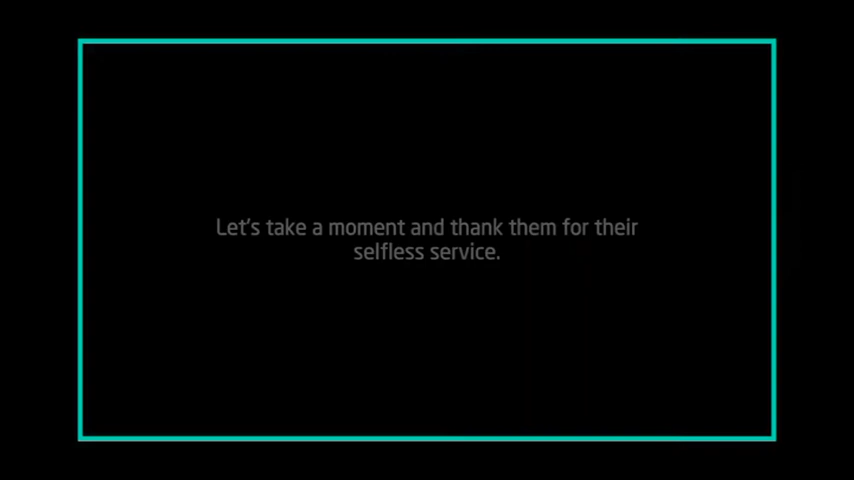 Let's take a moment and thank them for their
selfless service.